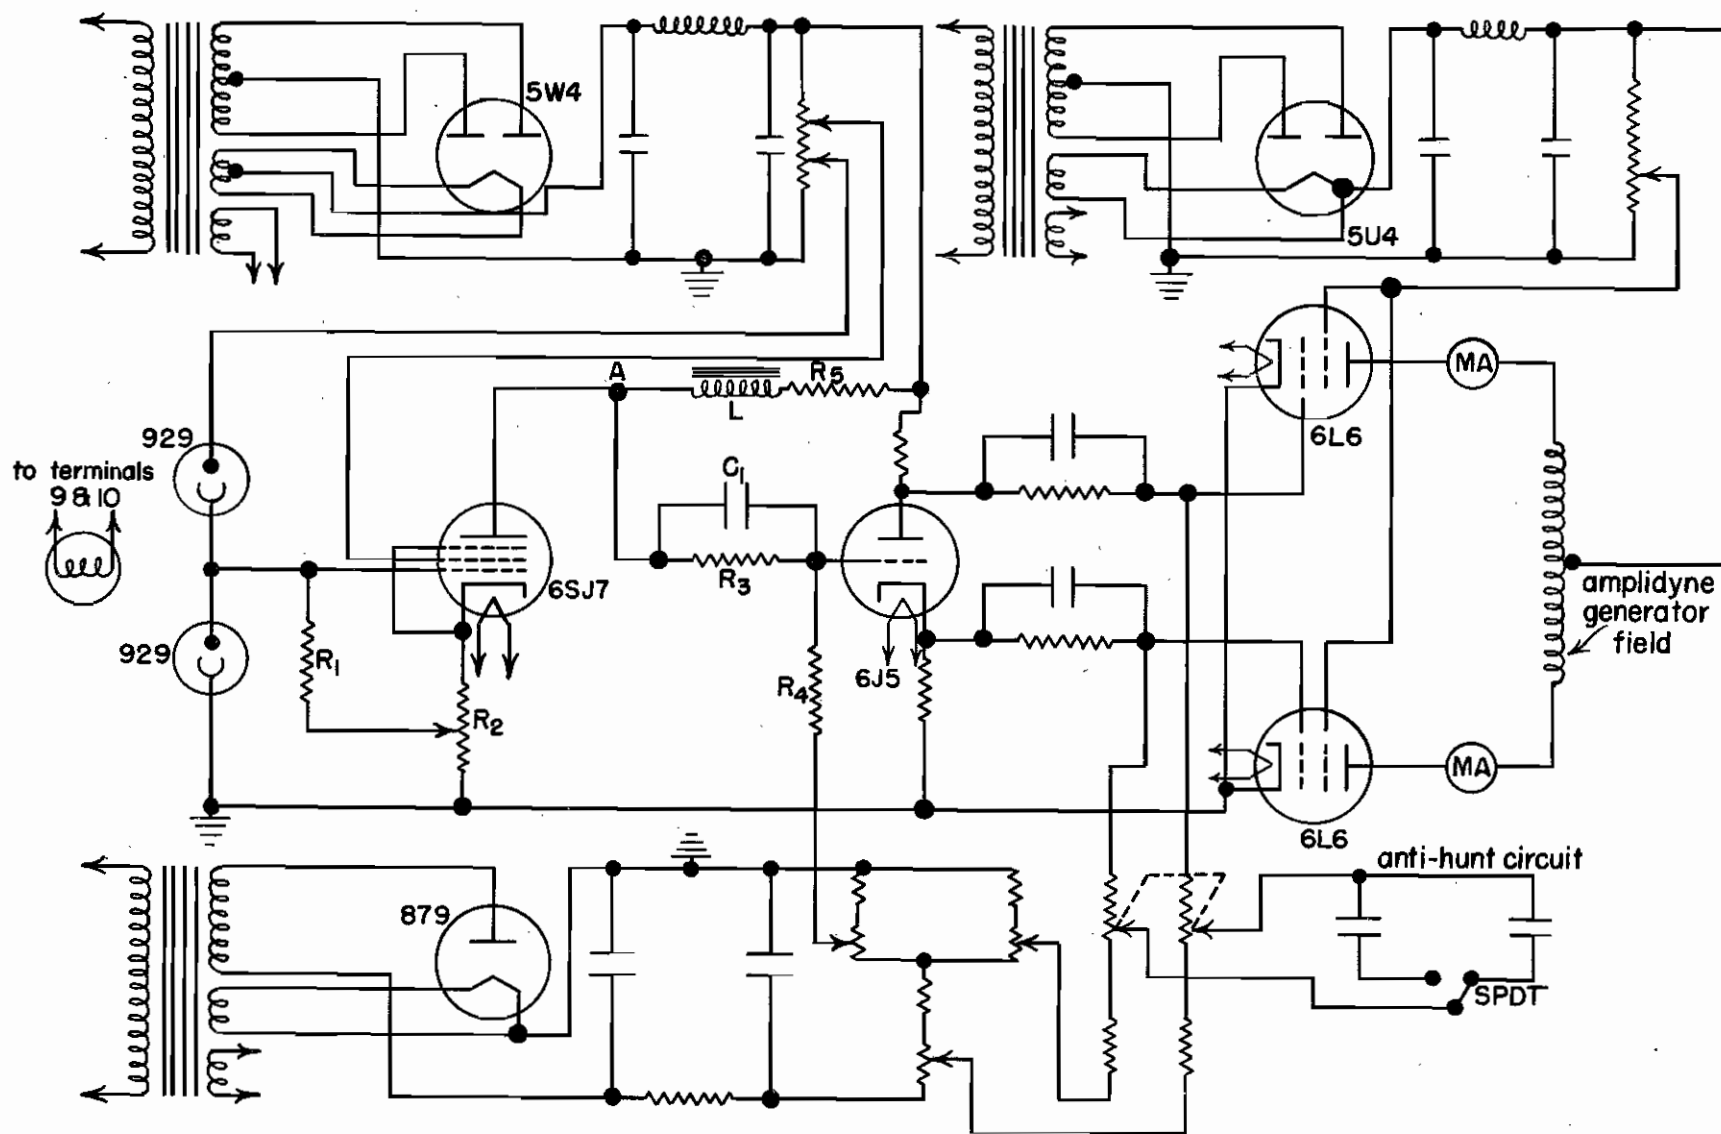 5W4
5U4
A
R5
L
MA
6L6
929
to terminals
9 & 10
C1
R3
6SJ7
amplidyne
generator
field
929
R1
R2
R4
6J5
MA
6L6
anti-hunt circuit
879
SPDT